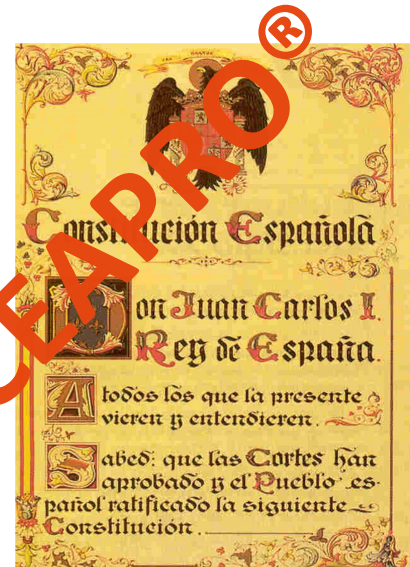 Constitución Española
Don Juan Carlos I.
Rey de España.
A todos los que la presente
vieren y entendieren.
Sabed: que las Cortes han
aprobado y el Pueblo es-
pañol ratificado la siguiente
Constitución.
CEAPRO®